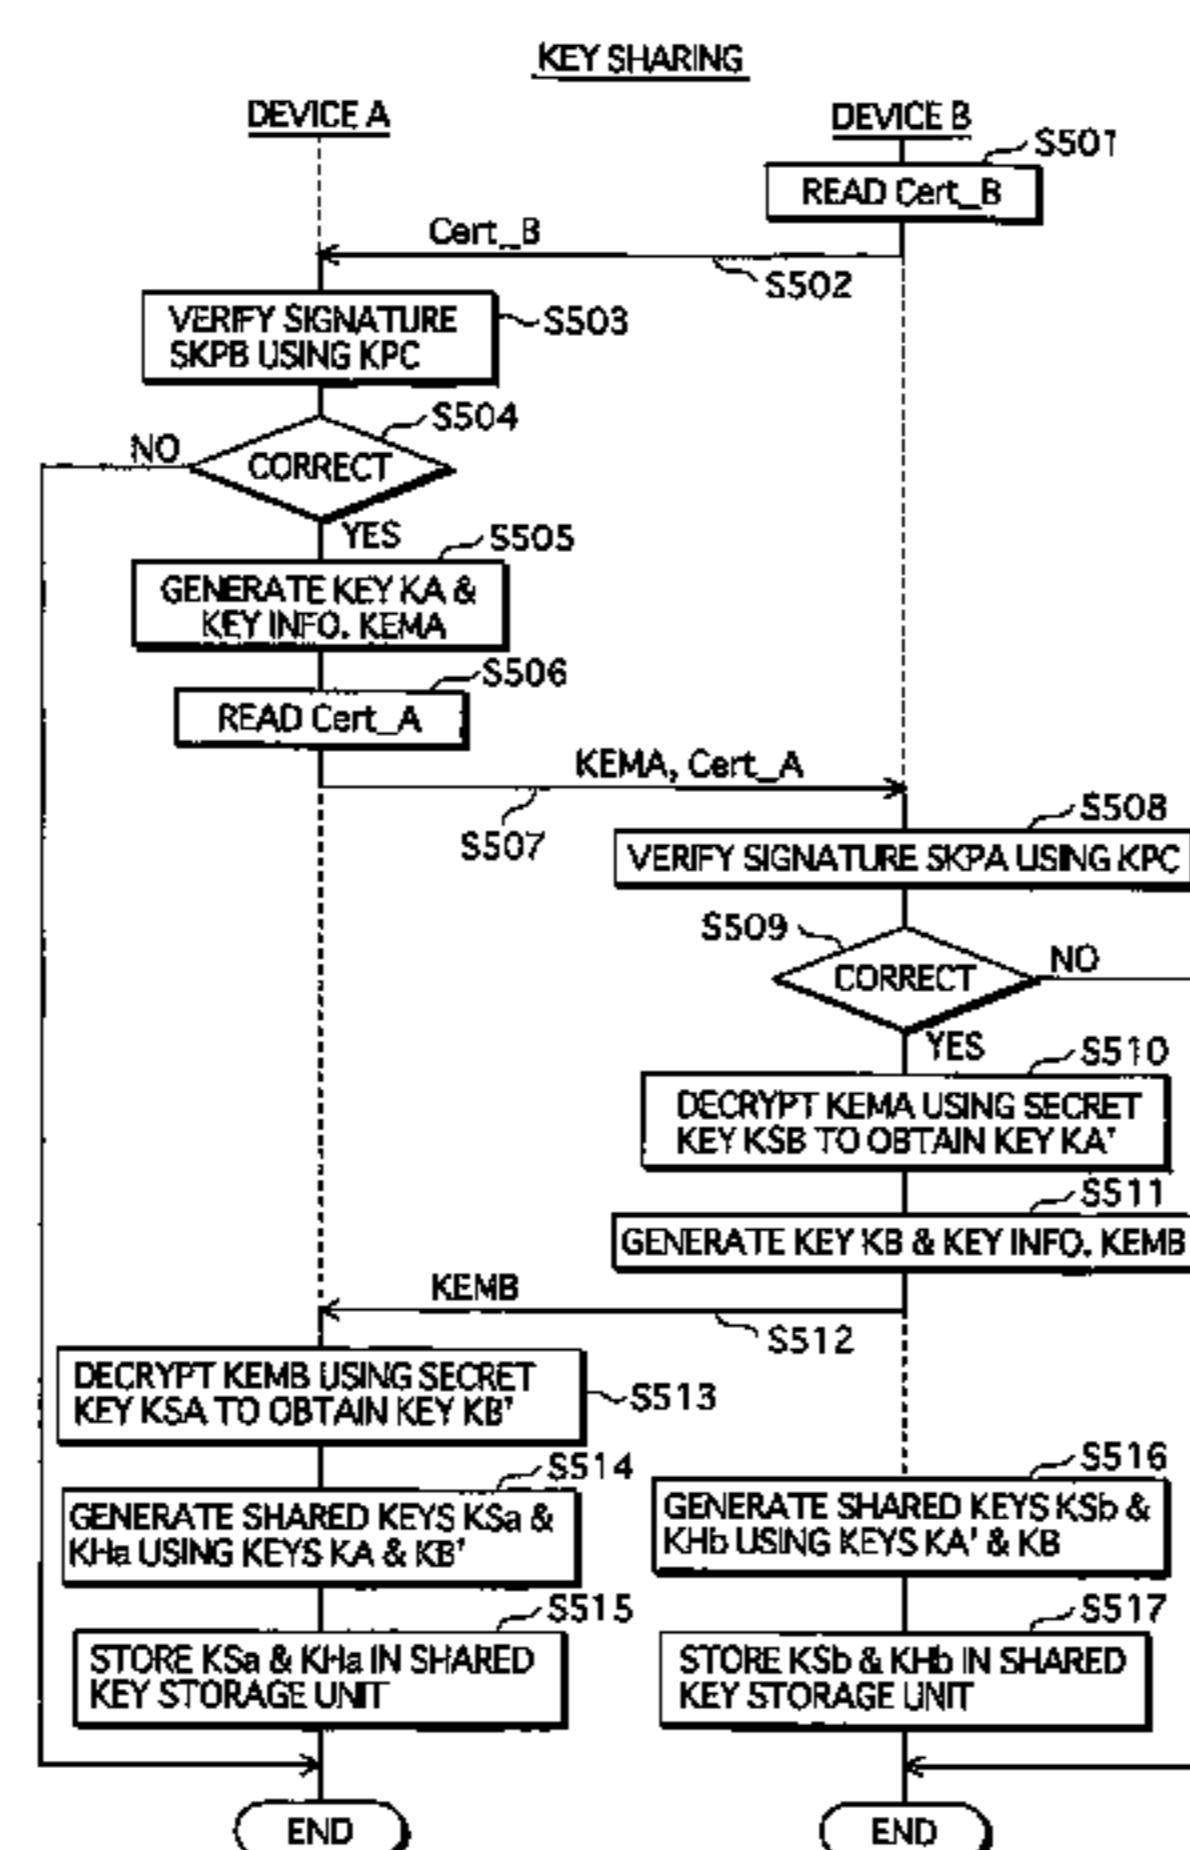 KEY SHARING
DEVICE A
DEVICE B
S501
READ Cert_B
Cert_B
S502
VERIFY SIGNATURE
SKPB USING KPC
S503
S504
NO
CORRECT
YES
S505
GENERATE KEY KA &
KEY INFO. KEMA
S506
READ Cert_A
KEMA, Cert_A
S507
S508
VERIFY SIGNATURE SKPA USING KPC
S509
CORRECT
NO
YES
S510
DECRYPT KEMA USING SECRET
KEY KSB TO OBTAIN KEY KA'
S511
GENERATE KEY KB & KEY INFO. KEMB
KEMB
S512
DECRYPT KEMB USING SECRET
KEY KSA TO OBTAIN KEY KB'
S513
S514
GENERATE SHARED KEYS KSa &
KHa USING KEYS KA & KB'
S516
GENERATE SHARED KEYS KSb &
KHb USING KEYS KA' & KB
S515
STORE KSa & KHa IN SHARED
KEY STORAGE UNIT
S517
STORE KSb & KHb IN SHARED
KEY STORAGE UNIT
END
END